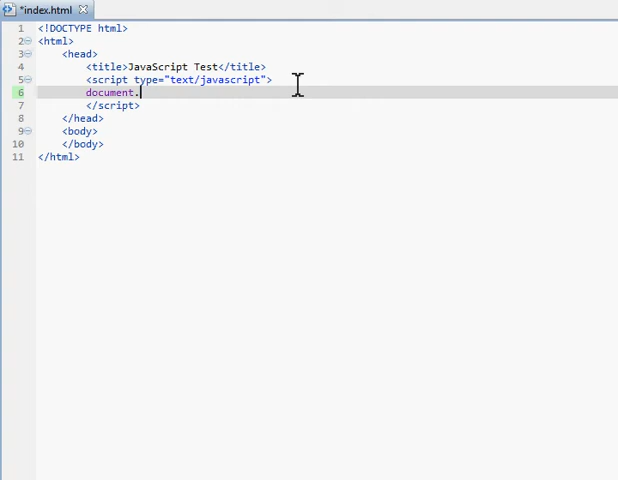 *index.html
1 <!DOCTYPE html>
2 <html>
3 <head>
4 <title>JavaScript Test</title>
5 <script type="text/javascript">
6 document.
7 </script>
8 </head>
9 <body>
10 </body>
11 </html>